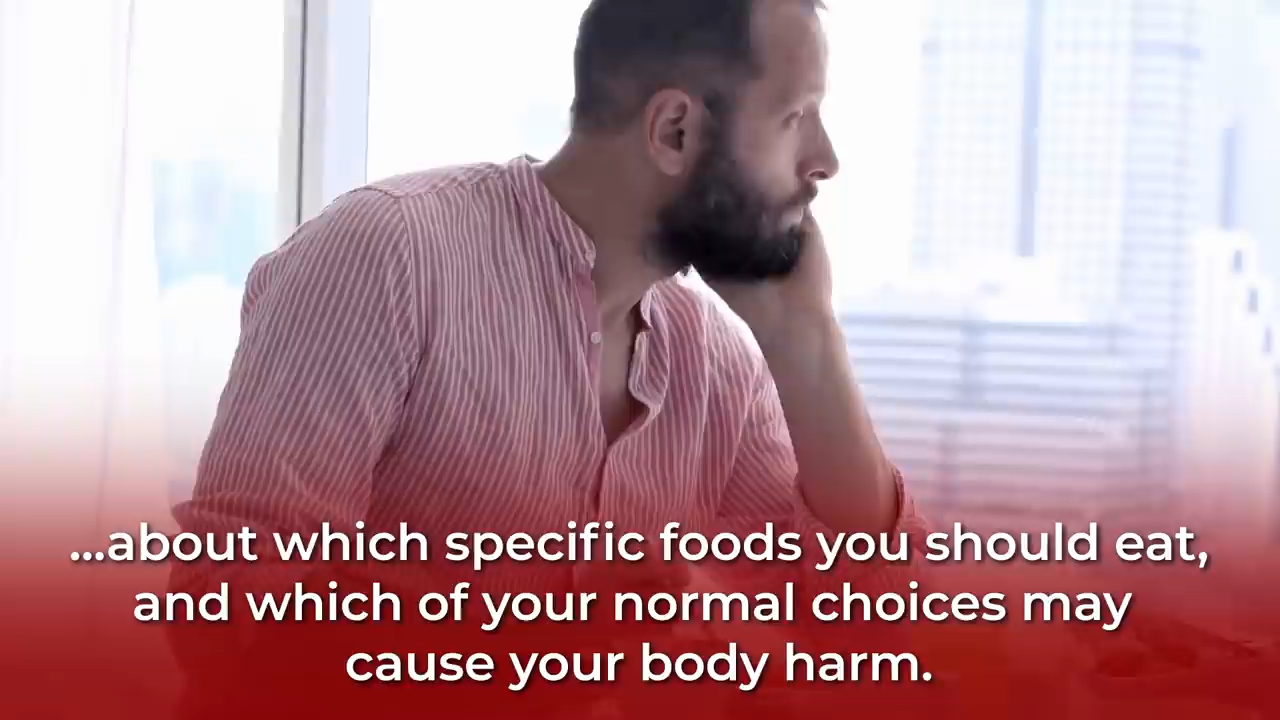 ...about which specific foods you should eat,
and which of your normal choices may
cause your body harm.